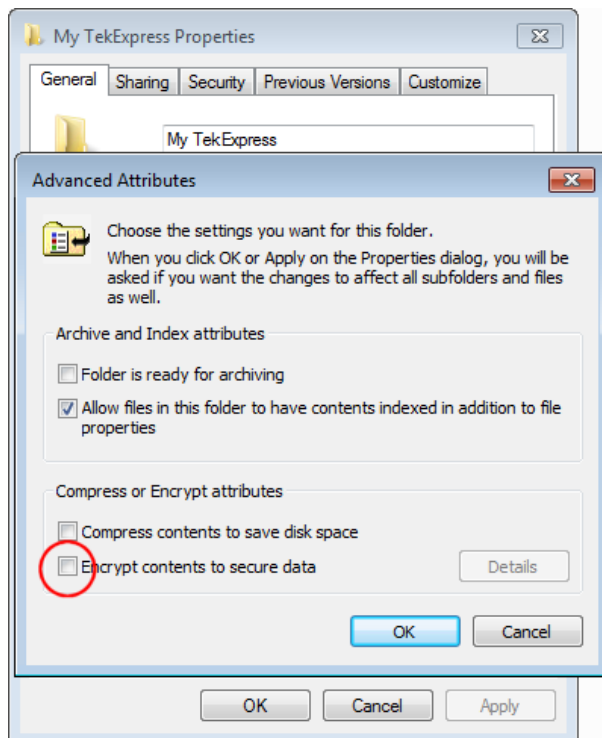 My TekExpress Properties
General Sharing Security Previous Versions Customize
My TekExpress
Advanced Attributes
Choose the settings you want for this folder.
When you click OK or Apply on the Properties dialog, you will be
asked if you want the changes to affect all subfolders and files
as well.
Archive and Index attributes
Folder is ready for archiving
Allow files in this folder to have contents indexed in addition to file
properties
Compress or Encrypt attributes
Compress contents to save disk space
Encrypt contents to secure data Details
OK Cancel
OK Cancel Apply